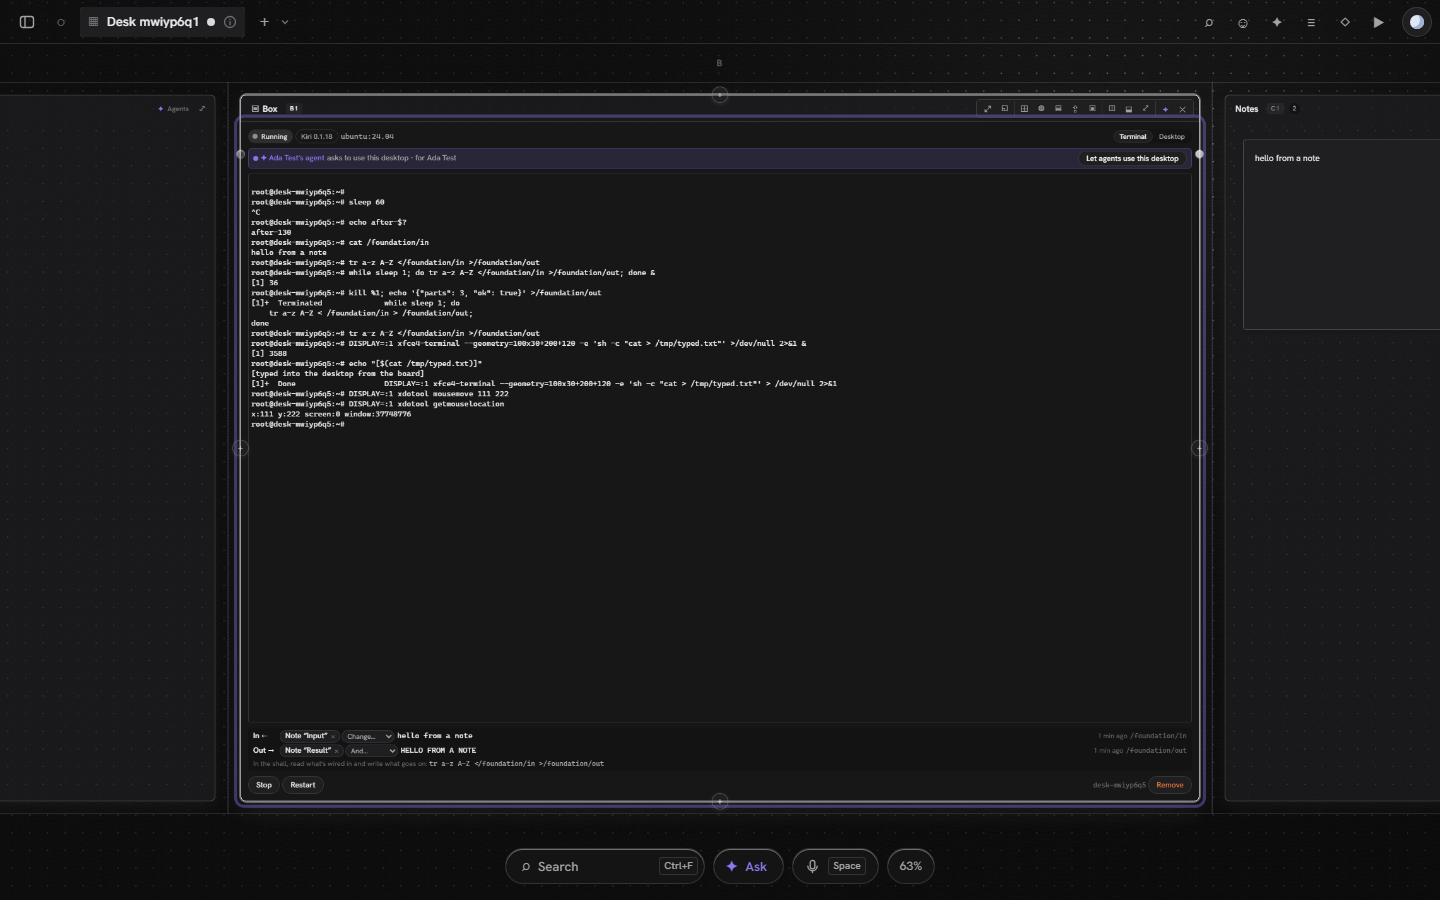 Desk mwiyp6q1
B
Agents
Box B1
Running Kiri 0.1.18 ubuntu:24.04
Terminal Desktop
Ada Test's agent asks to use this desktop - for Ada Test
Let agents use this desktop
root@desk-mwiyp6q5:~#
root@desk-mwiyp6q5:~# sleep 60
^C
root@desk-mwiyp6q5:~# echo after-$?
after-130
root@desk-mwiyp6q5:~# cat /foundation/in
hello from a note
root@desk-mwiyp6q5:~# tr a-z A-Z </foundation/in >/foundation/out
root@desk-mwiyp6q5:~# while sleep 1; do tr a-z A-Z </foundation/in >/foundation/out; done &
[1] 36
root@desk-mwiyp6q5:~# kill %1; echo '{"parts": 3, "ok": true}' >/foundation/out
[1]+  Terminated                 while sleep 1; do
    tr a-z A-Z < /foundation/in > /foundation/out;
done
root@desk-mwiyp6q5:~# tr a-z A-Z </foundation/in >/foundation/out
root@desk-mwiyp6q5:~# DISPLAY=:1 xfce4-terminal --geometry=100x30+200+120 -e 'sh -c "cat > /tmp/typed.txt"' >/dev/null 2>&1 &
[1] 3588
root@desk-mwiyp6q5:~# echo "[$(cat /tmp/typed.txt)]"
[typed into the desktop from the board]
[1]+  Done                    DISPLAY=:1 xfce4-terminal --geometry=100x30+200+120 -e 'sh -c "cat > /tmp/typed.txt"' > /dev/null 2>&1
root@desk-mwiyp6q5:~# DISPLAY=:1 xdotool mousemove 111 222
root@desk-mwiyp6q5:~# DISPLAY=:1 xdotool getmouselocation
x:111 y:222 screen:0 window:37748776
root@desk-mwiyp6q5:~#
In ← Note "Input" × Change... hello from a note 1 min ago /foundation/in
Out → Note "Result" × And... HELLO FROM A NOTE 1 min ago /foundation/out
In the shell, read what's wired in and write what goes on: tr a-z A-Z </foundation/in >/foundation/out
Stop Restart desk-mwiyp6q5 Remove
Notes C1 2
hello from a note
Search Ctrl+F Ask Space 63%